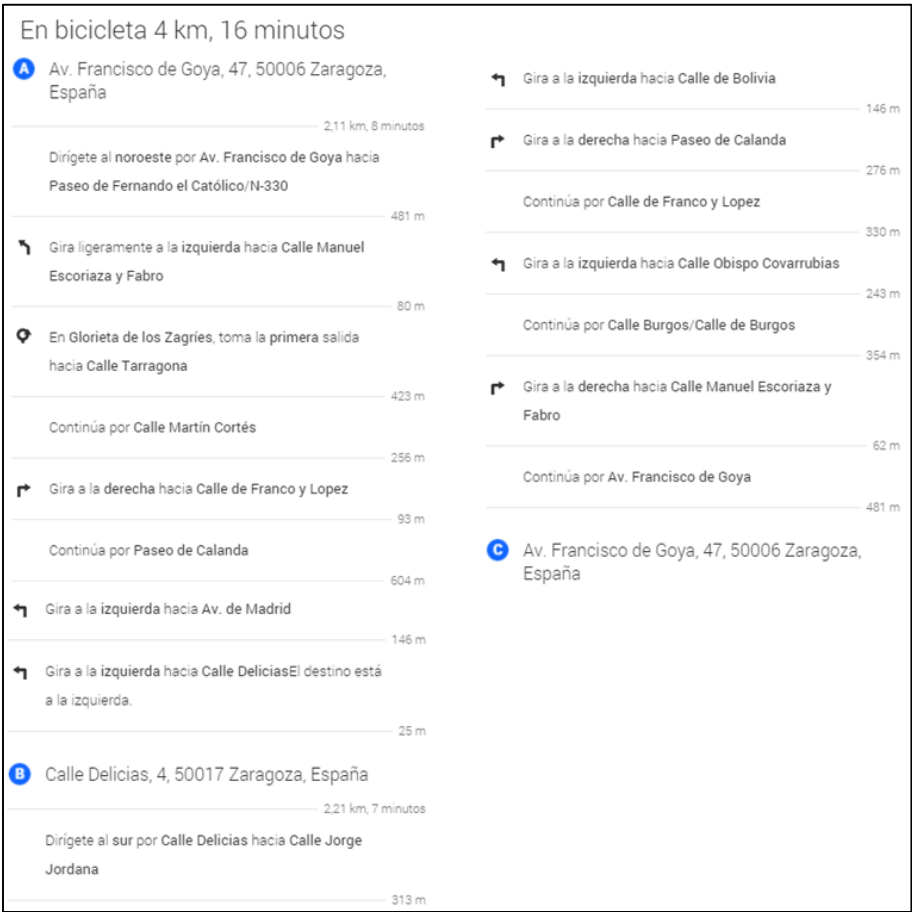 En bicicleta 4 km, 16 minutos
A
Av. Francisco de Goya, 47, 50006 Zaragoza,
España
2,11 km, 8 minutos
Dirígete al noroeste por Av. Francisco de Goya hacia
Paseo de Fernando el Católico/N-330
481 m
Gira ligeramente a la izquierda hacia Calle Manuel
Escoriaza y Fabro
80 m
En Glorieta de los Zagríes, toma la primera salida
hacia Calle Tarragona
423 m
Continúa por Calle Martín Cortés
256 m
Gira a la derecha hacia Calle de Franco y Lopez
93 m
Continúa por Paseo de Calanda
604 m
Gira a la izquierda hacia Av. de Madrid
146 m
Gira a la izquierda hacia Calle DeliciasEl destino está
a la izquierda.
25 m
B
Calle Delicias, 4, 50017 Zaragoza, España
2,21 km, 7 minutos
Dirígete al sur por Calle Delicias hacia Calle Jorge
Jordana
313 m
Gira a la izquierda hacia Calle de Bolivia
146 m
Gira a la derecha hacia Paseo de Calanda
276 m
Continúa por Calle de Franco y Lopez
330 m
Gira a la izquierda hacia Calle Obispo Covarrubias
243 m
Continúa por Calle Burgos/Calle de Burgos
354 m
Gira a la derecha hacia Calle Manuel Escoriaza y
Fabro
62 m
Continúa por Av. Francisco de Goya
481 m
C
Av. Francisco de Goya, 47, 50006 Zaragoza,
España